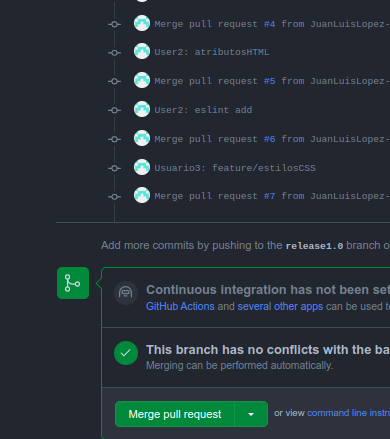 Merge pull request #4 from JuanLuisLopez-
User2: atributosHTML
Merge pull request #5 from JuanLuisLopez-
User2: eslint add
Merge pull request #6 from JuanLuisLopez-
Usuario3: feature/estilosCSS
Merge pull request #7 from JuanLuisLopez-
Add more commits by pushing to the release1.0 branch o
Continuous integration has not been set
GitHub Actions and several other apps can be used to
This branch has no conflicts with the ba
Merging can be performed automatically.
Merge pull request
or view command line instru